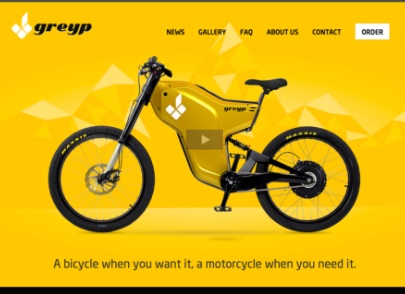 greyp
NEWS GALLERY FAQ ABOUT US CONTACT ORDER
greyp
MAXXIS
MAXXIS
A bicycle when you want it, a motorcycle when you need it.